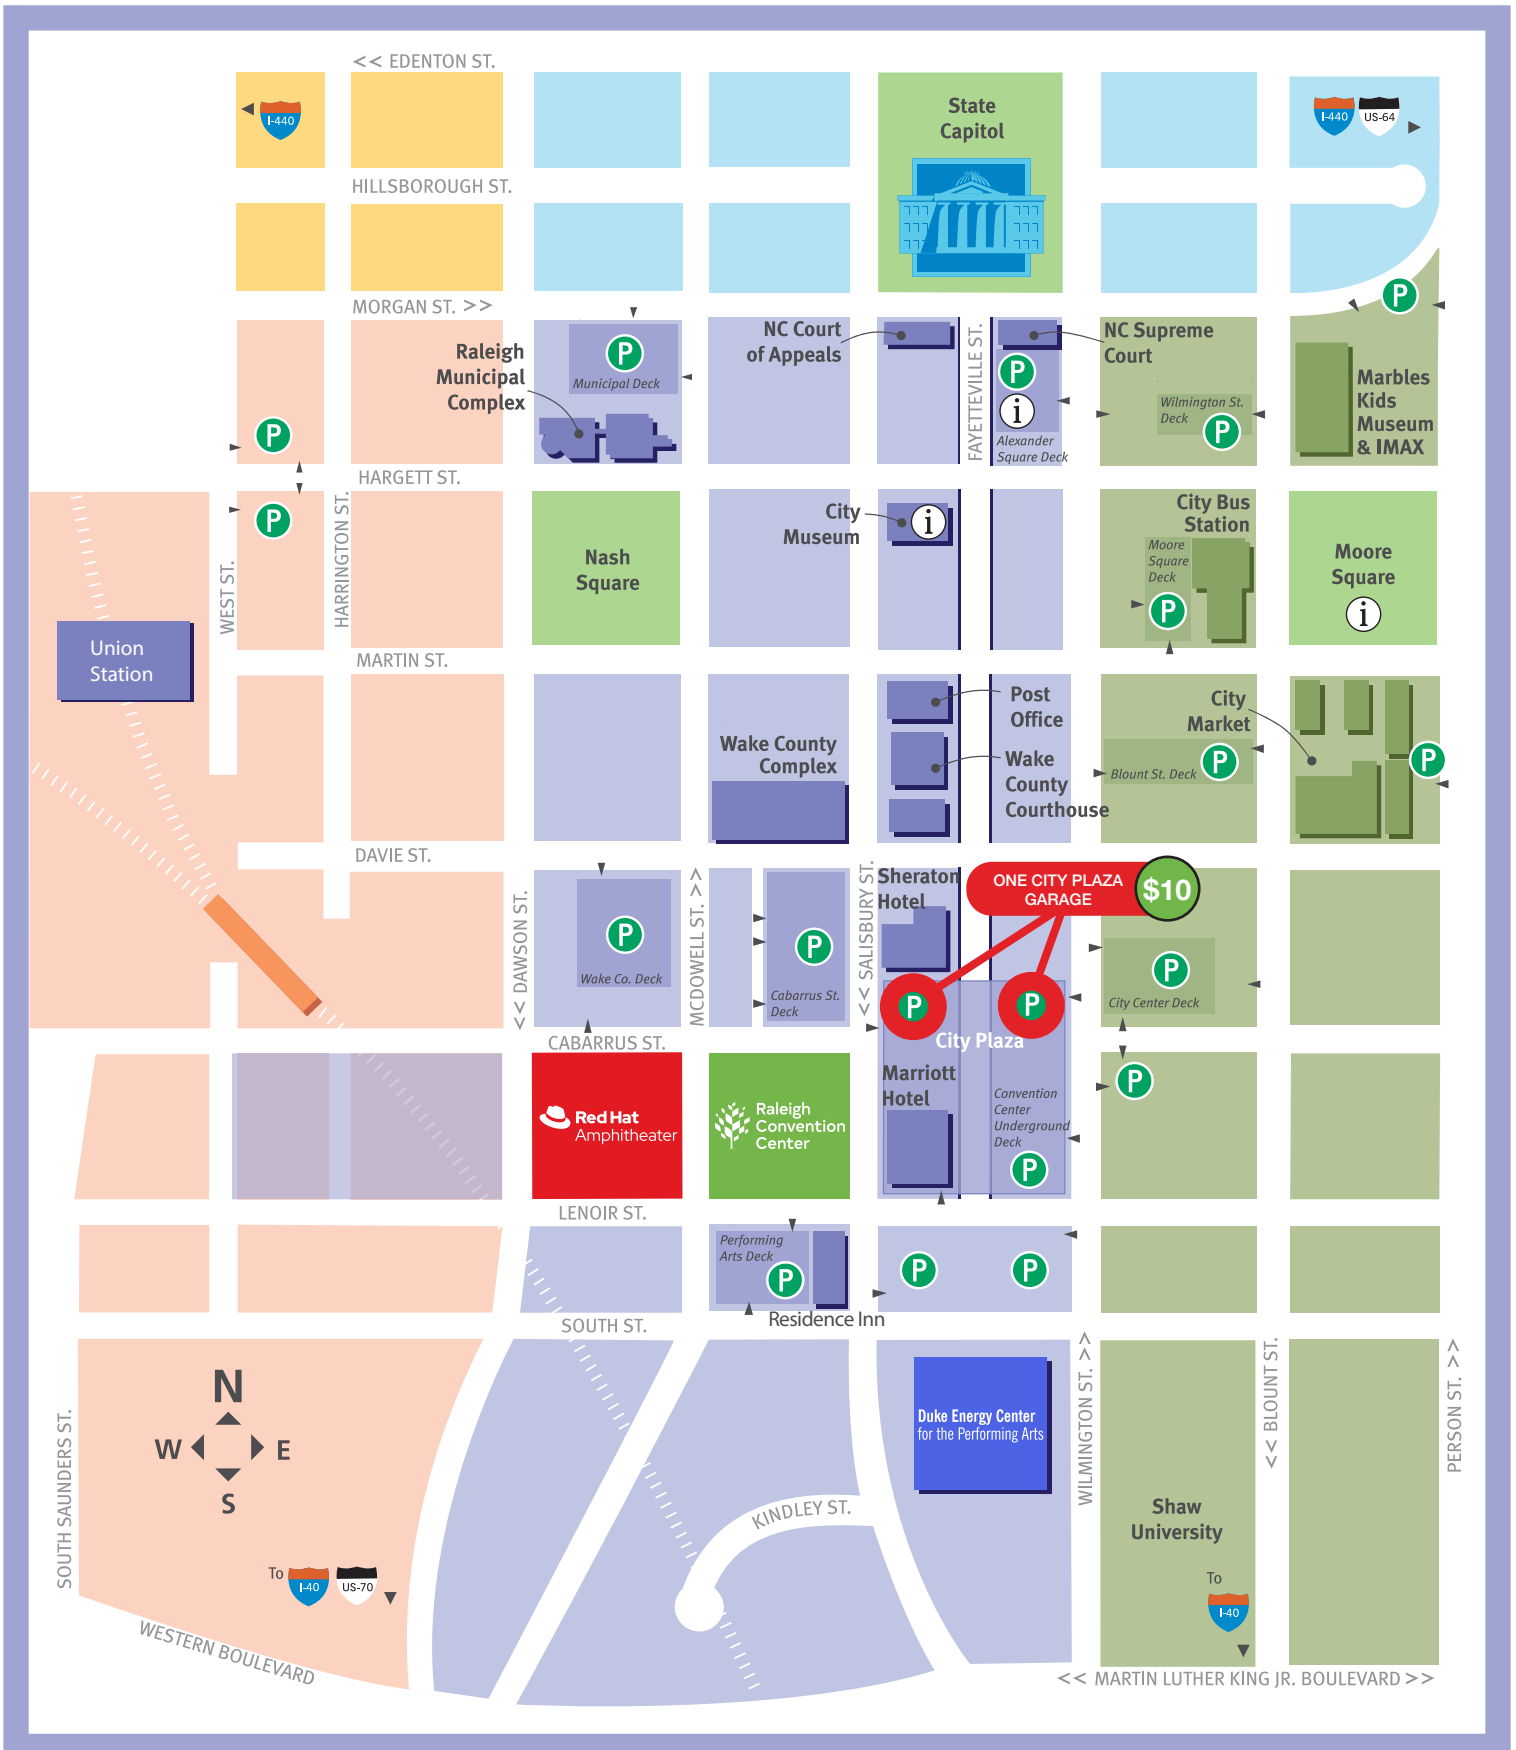 << EDENTON ST.
I-440
State
Capitol
I-440
US-64
HILLSBOROUGH ST.
MORGAN ST. >>
Raleigh
Municipal
Complex
P
Municipal Deck
NC Court
of Appeals
FAYETTEVILLE ST.
P
i
Alexander
Square Deck
NC Supreme
Court
Wilmington St.
Deck
P
P
Marbles
Kids
Museum
& IMAX
P
HARGETT ST.
P
WEST ST.
HARRINGTON ST.
Nash
Square
City
Museum
i
City Bus
Station
Moore
Square
Deck
P
Moore
Square
i
Union
Station
MARTIN ST.
Wake County
Complex
Post
Office
Wake
County
Courthouse
City
Market
Blount St. Deck
P
P
DAVIE ST.
<< DAWSON ST.
P
Wake Co. Deck
MCDOWELL ST. >>
P
Cabarrus St.
Deck
<< SALISBURY ST.
Sheraton
Hotel
ONE CITY PLAZA
GARAGE
$10
P
P
City Plaza
P
City Center Deck
CABARRUS ST.
Red Hat
Amphitheater
Raleigh
Convention
Center
Marriott
Hotel
Convention
Center
Underground
Deck
P
P
LENOIR ST.
Performing
Arts Deck
P
P
P
Residence Inn
SOUTH ST.
N
W
E
S
SOUTH SAUNDERS ST.
Duke Energy Center
for the Performing Arts
WILMINGTON ST. >>
<< BLOUNT ST.
PERSON ST. >>
KINDLEY ST.
Shaw
University
To
I-40
US-70
To
I-40
WESTERN BOULEVARD
<< MARTIN LUTHER KING JR. BOULEVARD >>